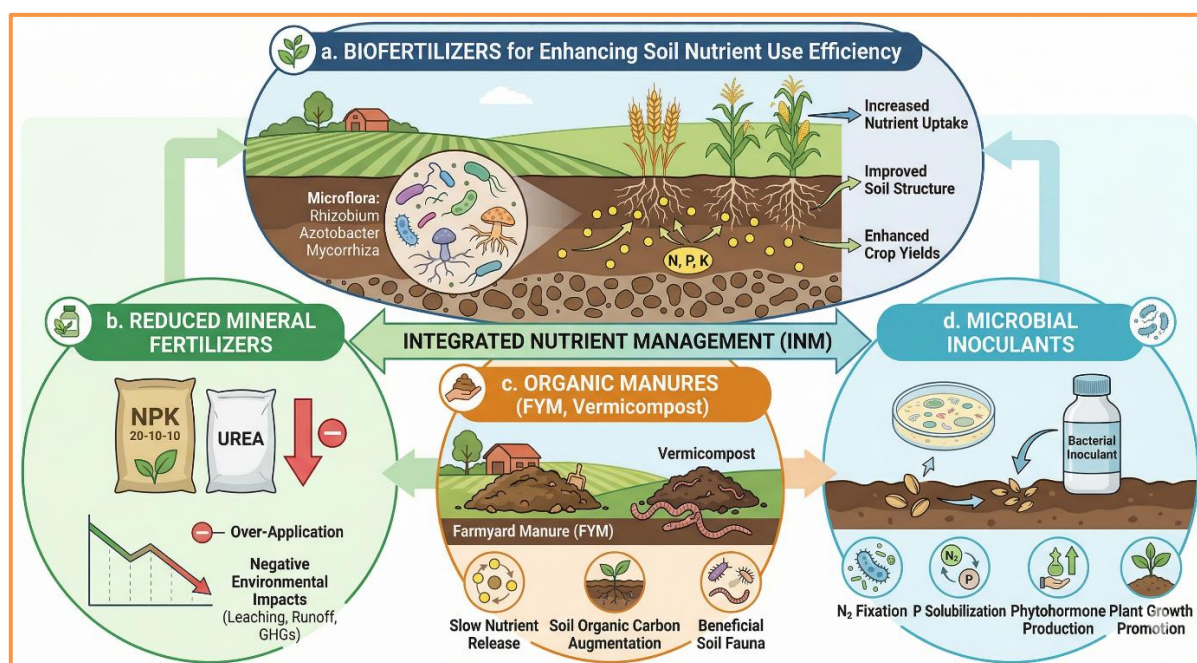 a. BIOFERTILIZERS for Enhancing Soil Nutrient Use Efficiency
Microflora:
Rhizobium
Azotobacter
Mycorrhiza
N, P, K
Increased
Nutrient Uptake
Improved
Soil Structure
Enhanced
Crop Yields
b. REDUCED MINERAL
FERTILIZERS
NPK
20-10-10
UREA
Over-Application
Negative
Environmental
Impacts
(Leaching, Runoff,
GHGs)
INTEGRATED NUTRIENT MANAGEMENT (INM)
c. ORGANIC MANURES
(FYM, Vermicompost)
Vermicompost
Farmyard Manure (FYM)
Slow Nutrient
Release
Soil Organic Carbon
Augmentation
Beneficial
Soil Fauna
d. MICROBIAL
INOCULANTS
Bacterial
Inoculant
N₂
P
N₂ Fixation
P Solubilization
Phytohormone
Production
Plant Growth
Promotion